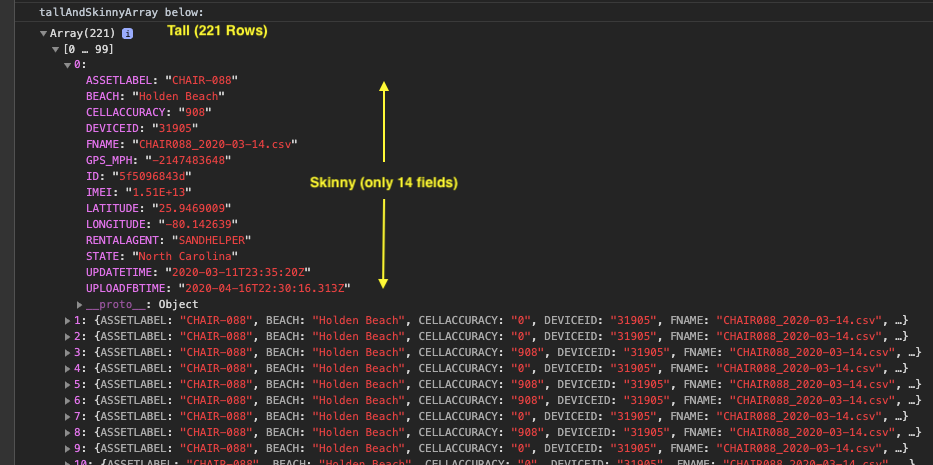 tallAndSkinnyArray below:
▼Array(221) i Tall (221 Rows)
▼[0 … 99]
▼0:
ASSETLABEL: "CHAIR-088"
BEACH: "Holden Beach"
CELLACCURACY: "908"
DEVICEID: "31905"
FNAME: "CHAIR088_2020-03-14.csv"
GPS_MPH: "-2147483648"
ID: "5f5096843d"
Skinny (only 14 fields)
IMEI: "1.51E+13"
LATITUDE: "25.9469009"
LONGITUDE: "-80.142639"
RENTALAGENT: "SANDHELPER"
STATE: "North Carolina"
UPDATETIME: "2020-03-11T23:35:20Z"
UPLOADFBTIME: "2020-04-16T22:30:16.313Z"
▶__proto__: Object
▶1: {ASSETLABEL: "CHAIR-088", BEACH: "Holden Beach", CELLACCURACY: "0", DEVICEID: "31905", FNAME: "CHAIR088_2020-03-14.csv", …}
▶2: {ASSETLABEL: "CHAIR-088", BEACH: "Holden Beach", CELLACCURACY: "0", DEVICEID: "31905", FNAME: "CHAIR088_2020-03-14.csv", …}
▶3: {ASSETLABEL: "CHAIR-088", BEACH: "Holden Beach", CELLACCURACY: "908", DEVICEID: "31905", FNAME: "CHAIR088_2020-03-14.csv", …}
▶4: {ASSETLABEL: "CHAIR-088", BEACH: "Holden Beach", CELLACCURACY: "0", DEVICEID: "31905", FNAME: "CHAIR088_2020-03-14.csv", …}
▶5: {ASSETLABEL: "CHAIR-088", BEACH: "Holden Beach", CELLACCURACY: "908", DEVICEID: "31905", FNAME: "CHAIR088_2020-03-14.csv", …}
▶6: {ASSETLABEL: "CHAIR-088", BEACH: "Holden Beach", CELLACCURACY: "908", DEVICEID: "31905", FNAME: "CHAIR088_2020-03-14.csv", …}
▶7: {ASSETLABEL: "CHAIR-088", BEACH: "Holden Beach", CELLACCURACY: "0", DEVICEID: "31905", FNAME: "CHAIR088_2020-03-14.csv", …}
▶8: {ASSETLABEL: "CHAIR-088", BEACH: "Holden Beach", CELLACCURACY: "908", DEVICEID: "31905", FNAME: "CHAIR088_2020-03-14.csv", …}
▶9: {ASSETLABEL: "CHAIR-088", BEACH: "Holden Beach", CELLACCURACY: "0", DEVICEID: "31905", FNAME: "CHAIR088_2020-03-14.csv", …}
▶10: {ASSETLABEL: "CHAIR-088", BEACH: "Holden Beach", CELLACCURACY: "0", DEVICEID: "31905", FNAME: "CHAIR088_2020-03-14.csv", …}